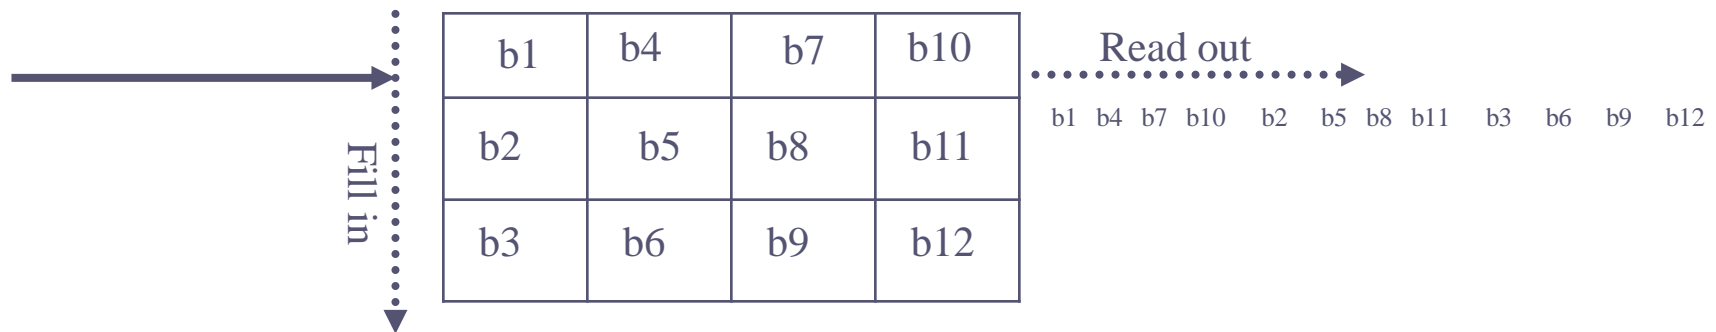 Fill in
b1 b4 b7 b10
b2 b5 b8 b11
b3 b6 b9 b12
Read out
b1 b4 b7 b10 b2 b5 b8 b11 b3 b6 b9 b12